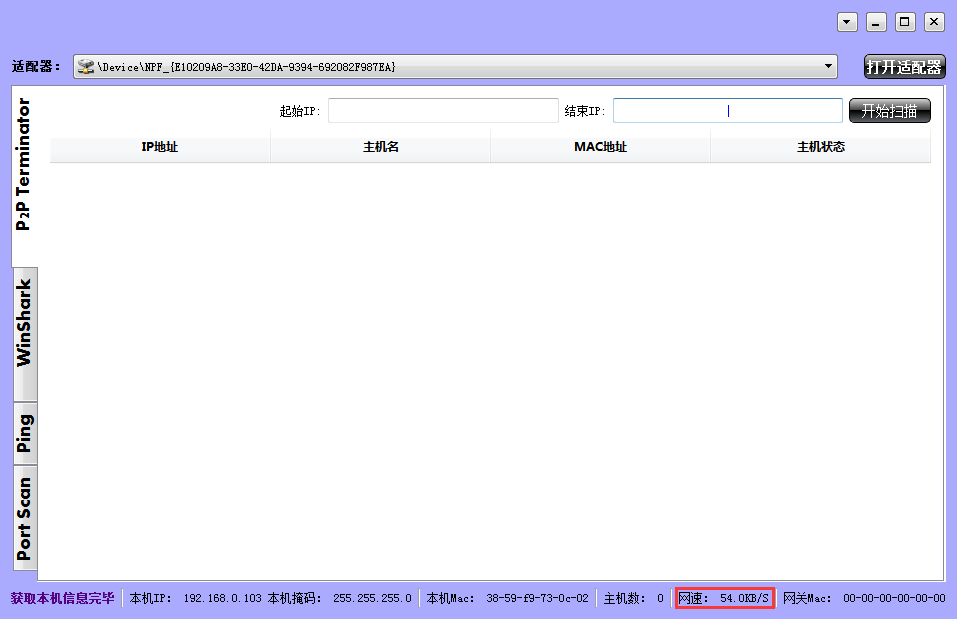 适配器: \Device\NPF_{E10209A8-33E0-42DA-9394-692082F987EA} 打开适配器
起始IP: 结束IP: 开始扫描
IP地址 主机名 MAC地址 主机状态
P2P Terminator
WinShark
Ping
Port Scan
获取本机信息完毕 本机IP: 192.168.0.103 本机掩码: 255.255.255.0 本机Mac: 38-59-f9-73-0c-02 主机数: 0 网速: 54.0KB/S 网关Mac: 00-00-00-00-00-00